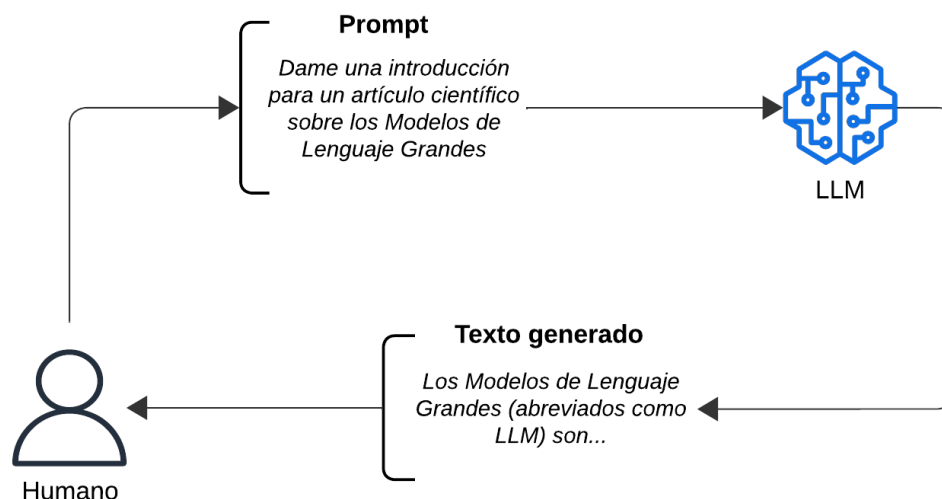 Prompt
Dame una introducción
para un artículo científico
sobre los Modelos de
Lenguaje Grandes
LLM
Texto generado
Los Modelos de Lenguaje
Grandes (abreviados como
LLM) son...
Humano